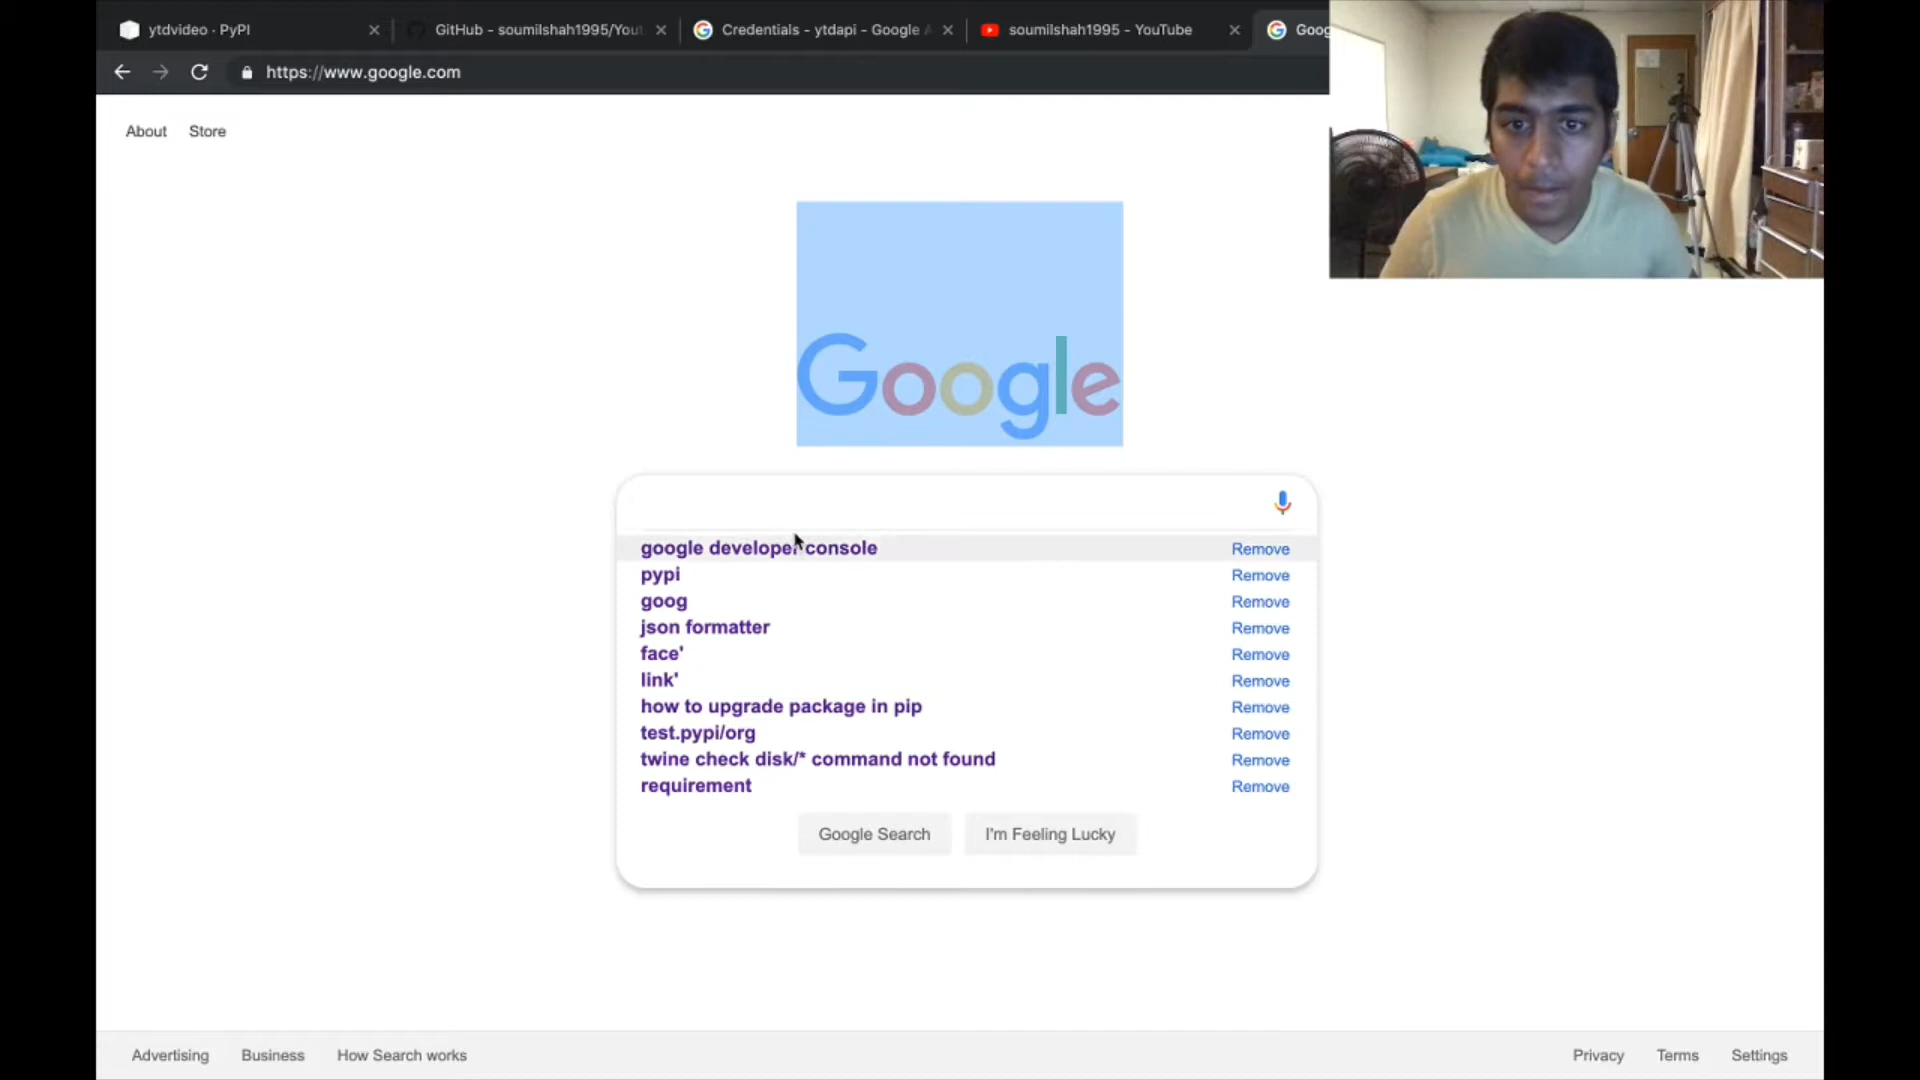 ytdvideo · PyPI
GitHub - soumilshah1995/You
Credentials - ytdapi - Google A
soumilshah1995 - YouTube
Goog
https://www.google.com
About Store
Google
google developer console Remove
pypi Remove
goog Remove
json formatter Remove
face' Remove
link' Remove
how to upgrade package in pip Remove
test.pypi/org Remove
twine check disk/* command not found Remove
requirement Remove
Google Search I'm Feeling Lucky
Advertising Business How Search works Privacy Terms Settings